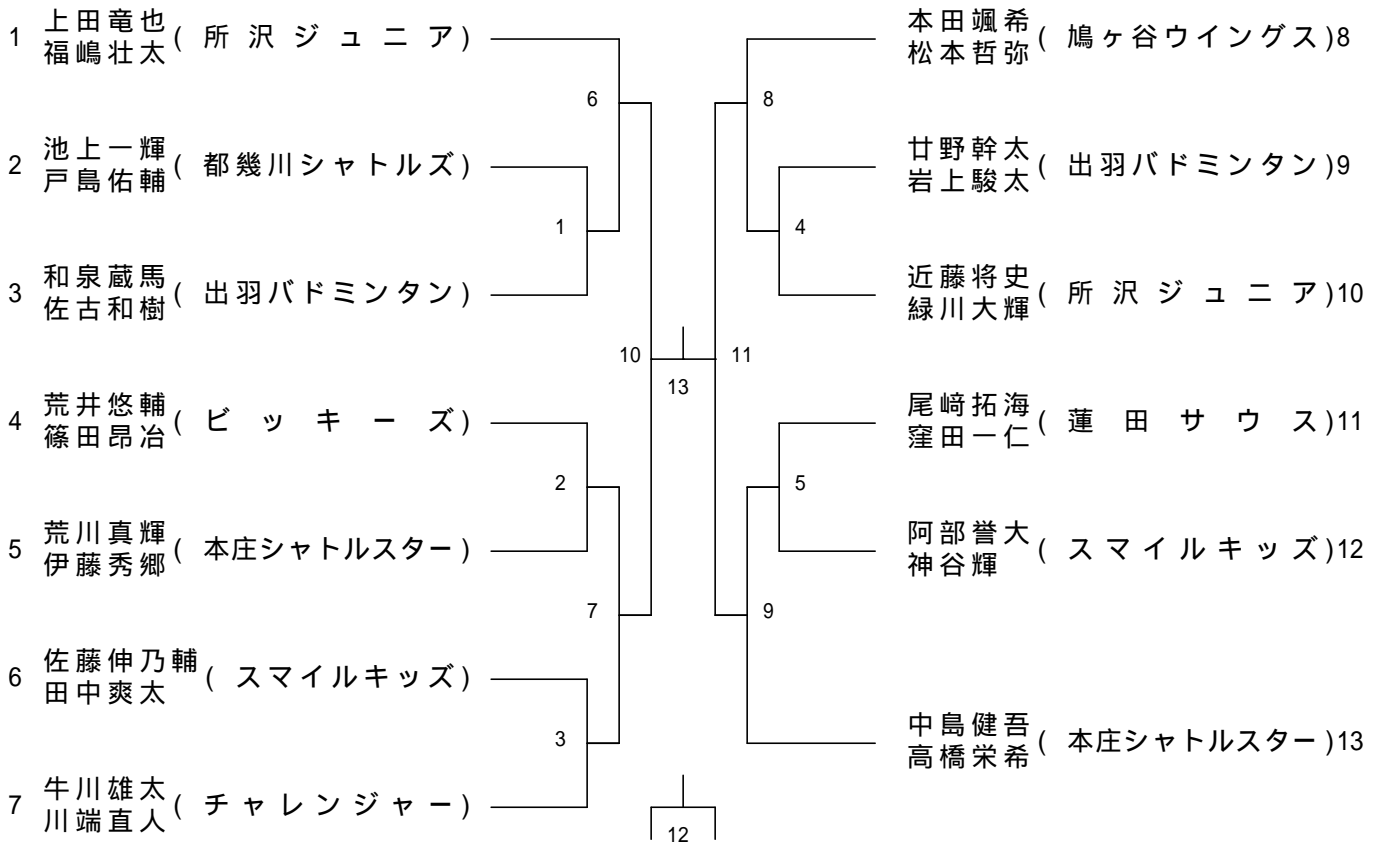 1 上田竜也 ( 所沢ジュニア )
福嶋壮太
2 池上一輝 ( 都幾川シャトルズ )
戸島佑輔
3 和泉蔵馬 ( 出羽バドミンタン )
佐古和樹
4 荒井悠輔 ( ビッキーズ )
篠田昂冶
5 荒川真輝 ( 本庄シャトルスター )
伊藤秀郷
6 佐藤伸乃輔 ( スマイルキッズ )
田中爽太
7 牛川雄太 ( チャレンジャー )
川端直人
6
1
10
2
7
3
13
12
11
8
4
5
9
本田颯希 ( 鳩ヶ谷ウイングス )8
松本哲弥
廿野幹太 ( 出羽バドミンタン )9
岩上駿太
近藤将史 ( 所沢ジュニア )10
緑川大輝
尾﨑拓海 ( 蓮田サウス )11
窪田一仁
阿部誉大 ( スマイルキッズ )12
神谷輝
中島健吾 ( 本庄シャトルスター )13
高橋栄希